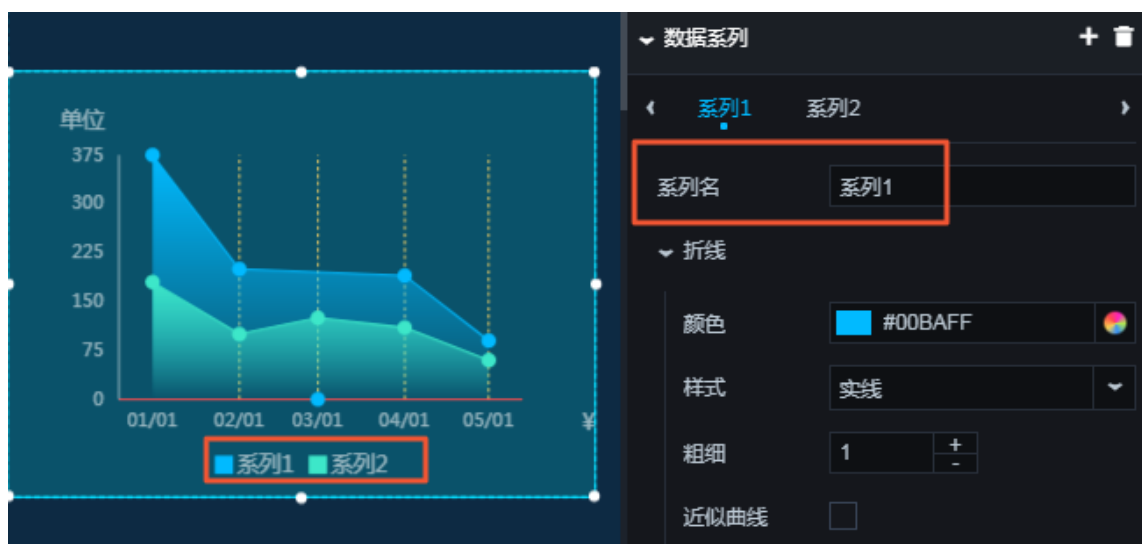 单位
375
300
225
150
75
0
01/01 02/01 03/01 04/01 05/01 ¥
系列1 系列2
数据系列
系列1 系列2
系列名 系列1
折线
颜色 #00BAFF
样式 实线
粗细 1 + -
近似曲线